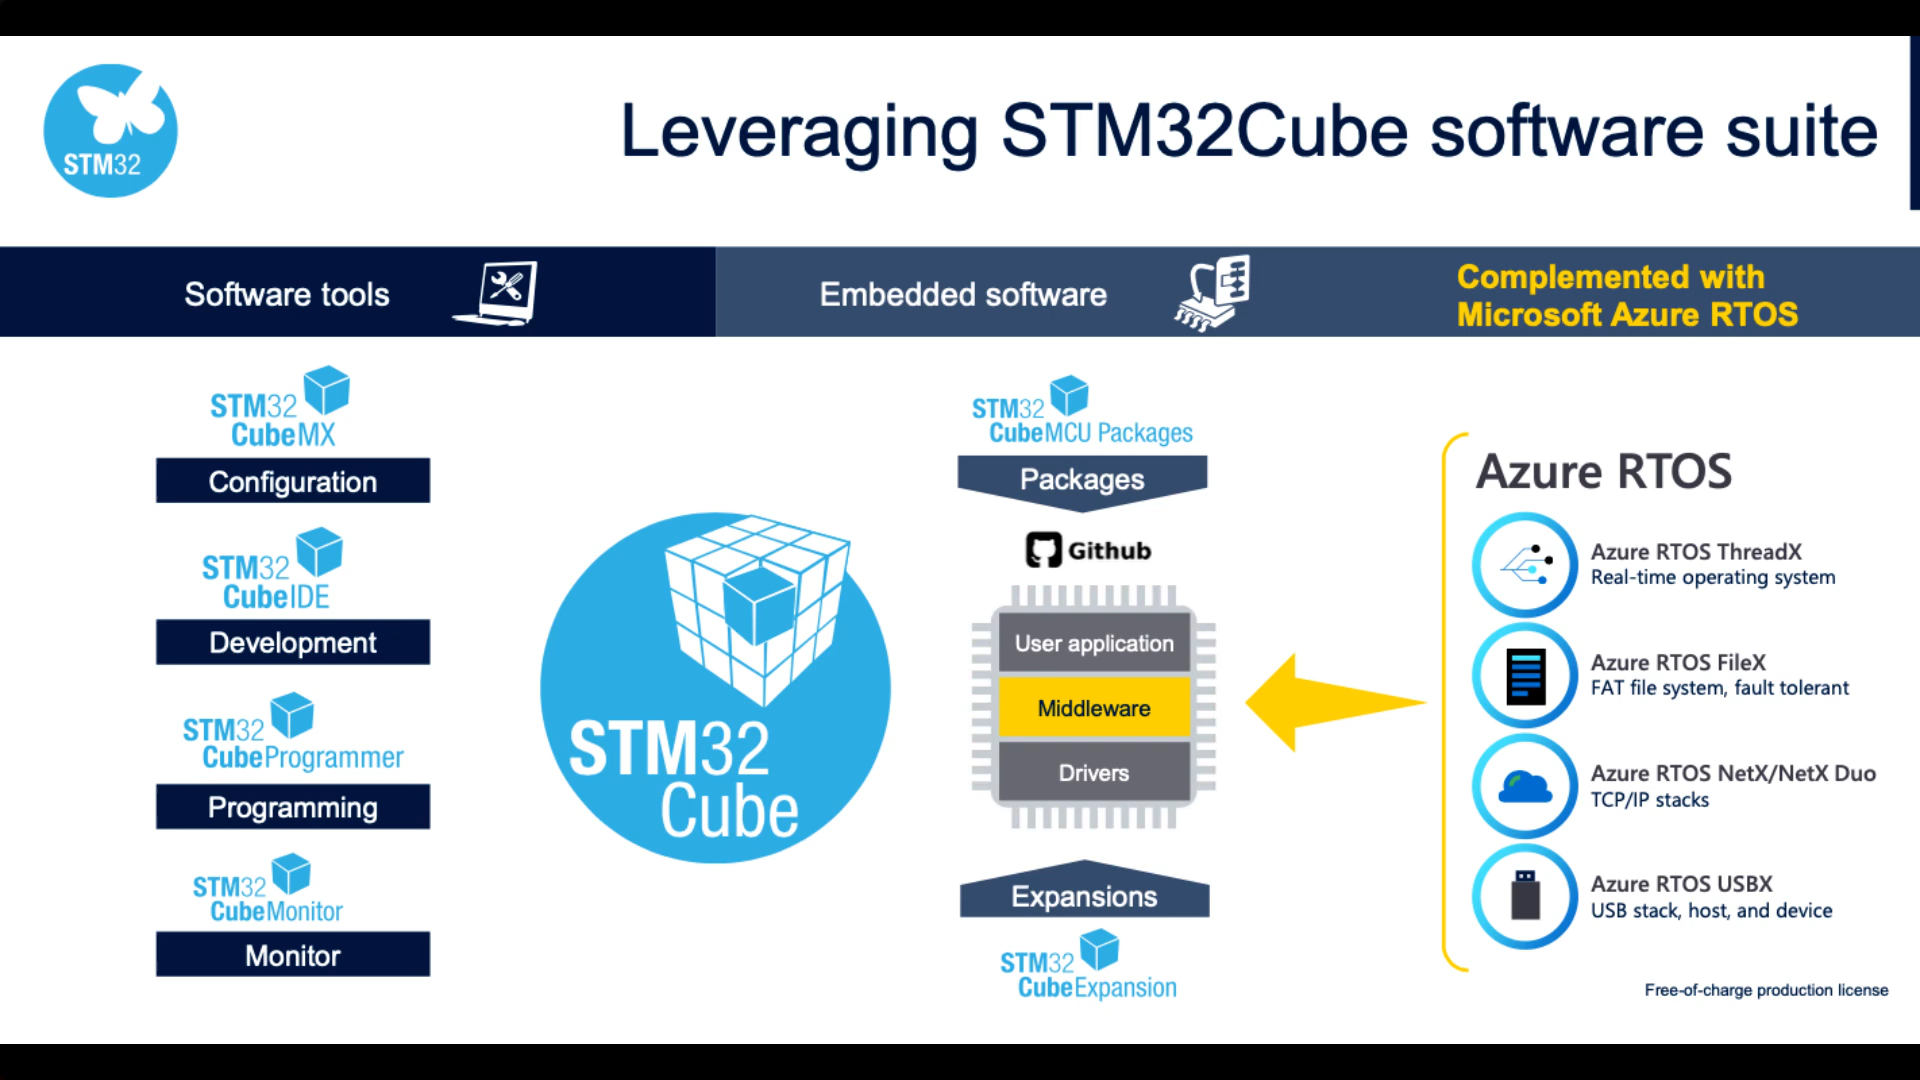 STM32
Leveraging STM32Cube software suite
Software tools
Embedded software
Complemented with
Microsoft Azure RTOS
STM32
CubeMX
Configuration
STM32
CubeIDE
Development
STM32
CubeProgrammer
Programming
STM32
CubeMonitor
Monitor
STM32
Cube
STM32
CubeMCU Packages
Packages
Github
User application
Middleware
Drivers
Expansions
STM32
CubeExpansion
Azure RTOS
Azure RTOS ThreadX
Real-time operating system
Azure RTOS FileX
FAT file system, fault tolerant
Azure RTOS NetX/NetX Duo
TCP/IP stacks
Azure RTOS USBX
USB stack, host, and device
Free-of-charge production license